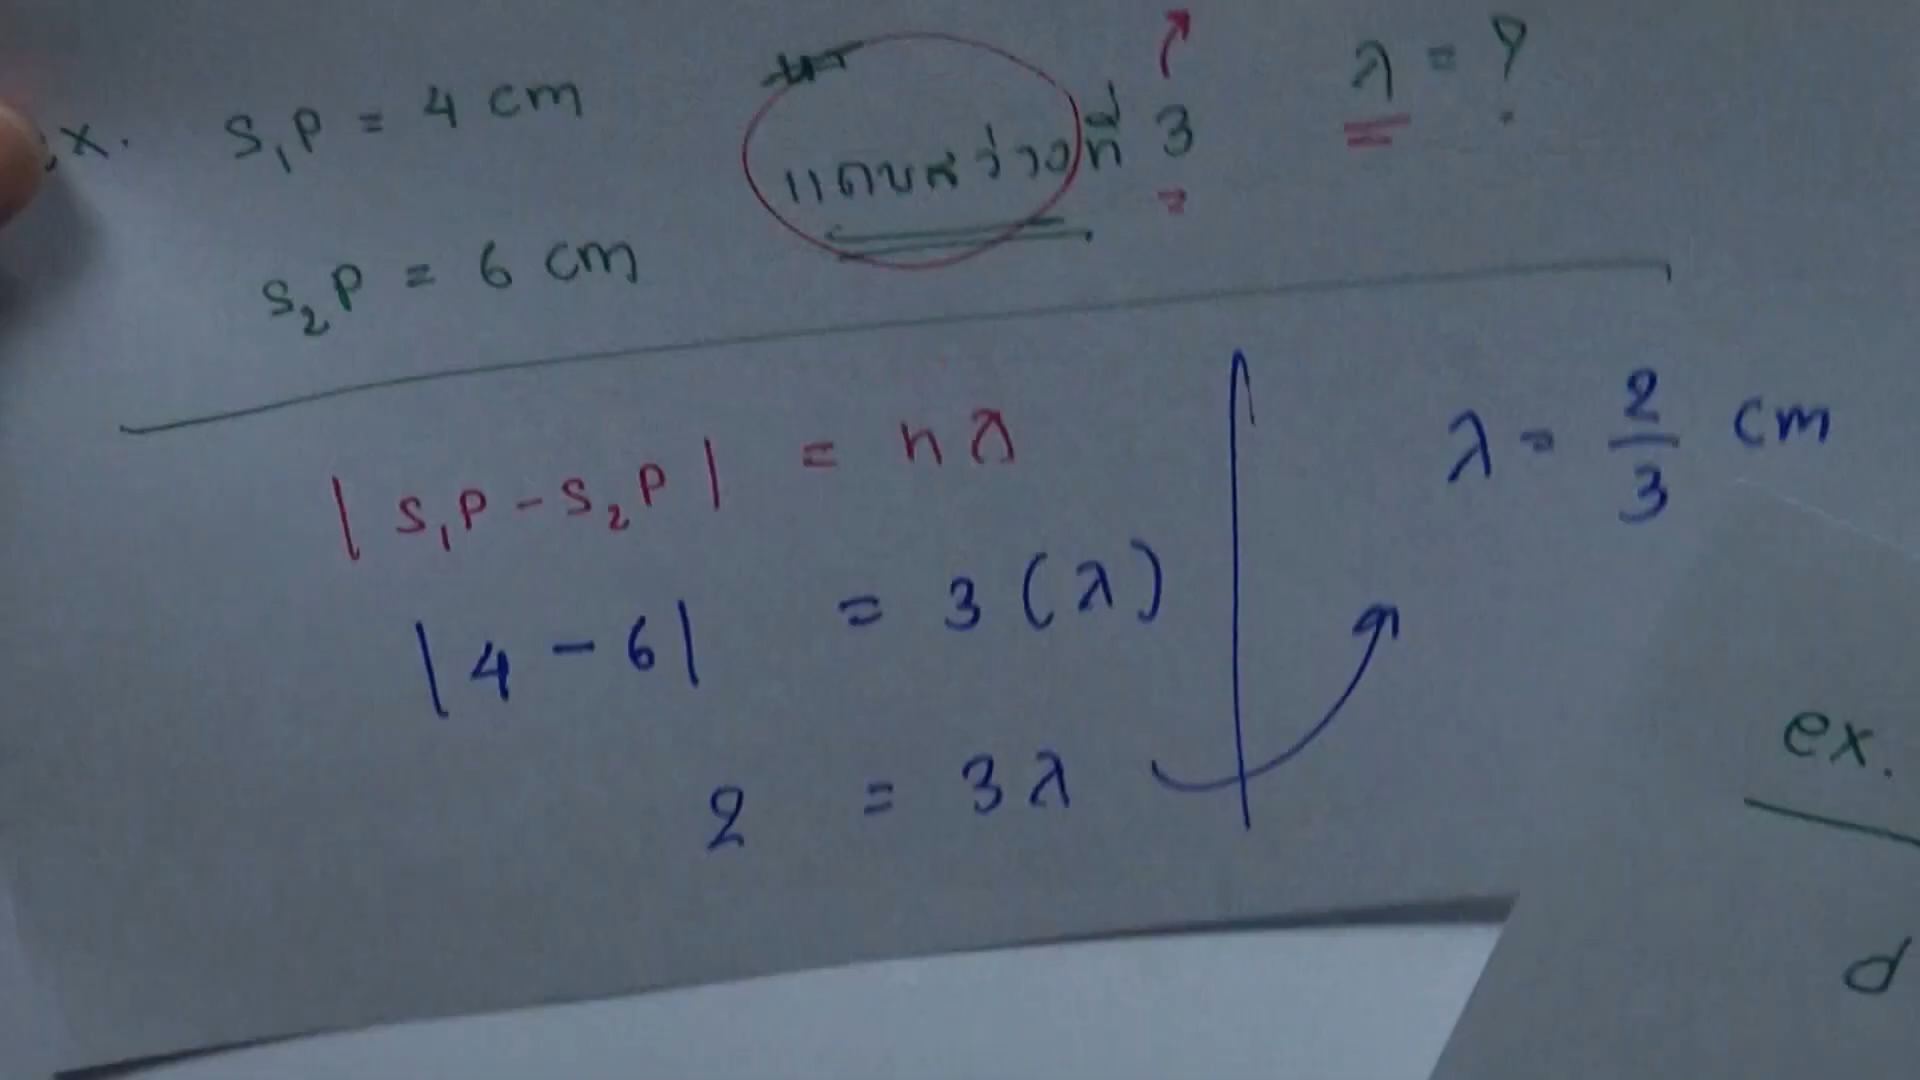 ex. S₁P = 4 cm แถบสว่างที่ 3 λ = ?
S₂P = 6 cm
|S₁P - S₂P| = nλ
|4 - 6| = 3(λ)
2 = 3λ
λ = 2/3 cm
ex.
d